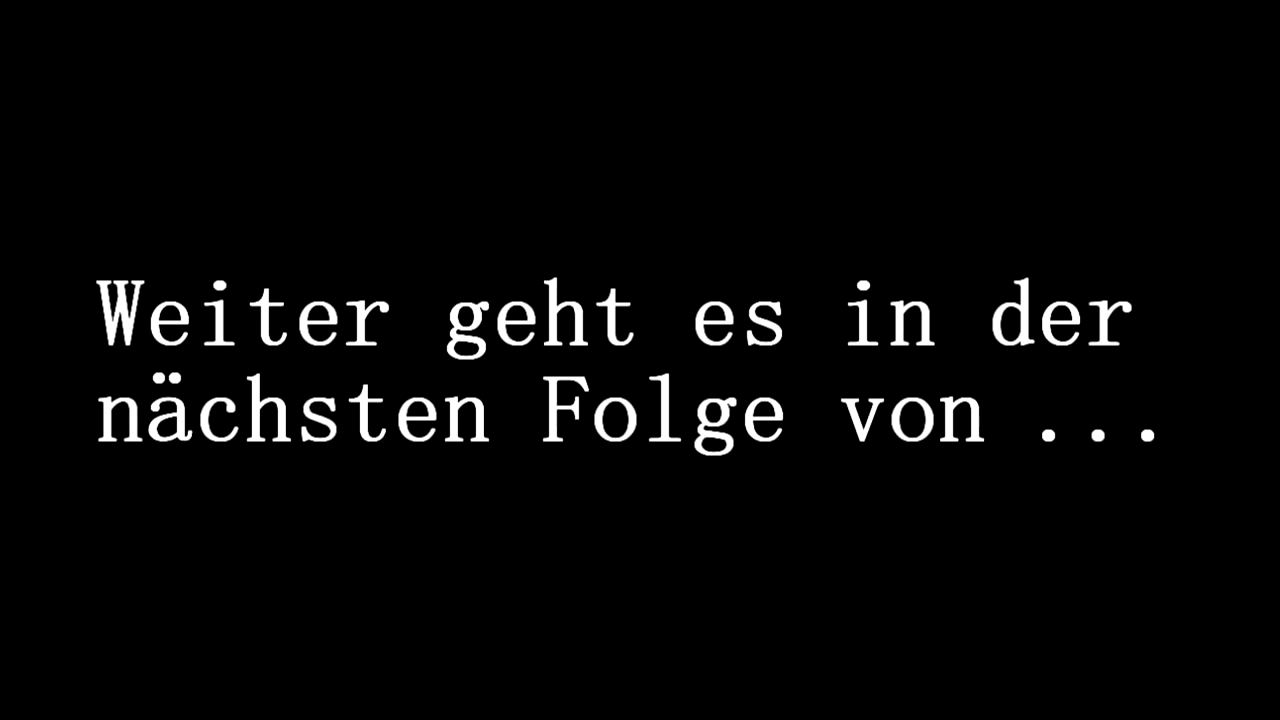 Weiter geht es in der
nächsten Folge von ...